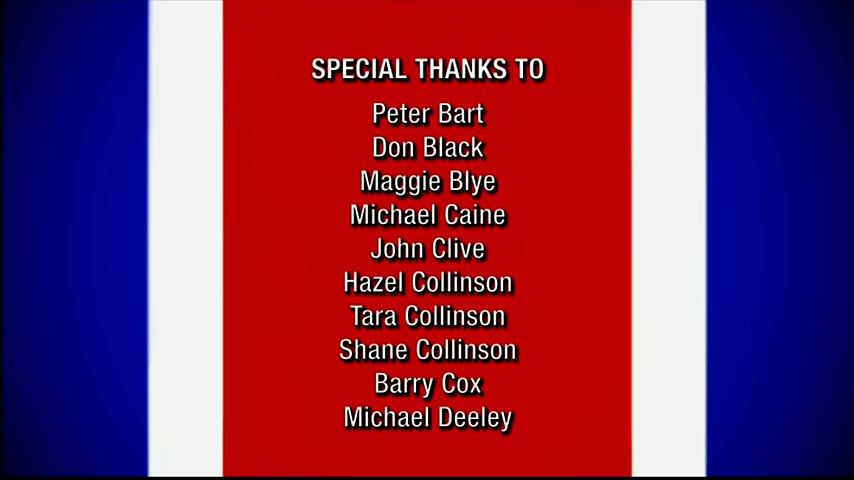 SPECIAL THANKS TO
Peter Bart
Don Black
Maggie Blye
Michael Caine
John Clive
Hazel Collinson
Tara Collinson
Shane Collinson
Barry Cox
Michael Deeley